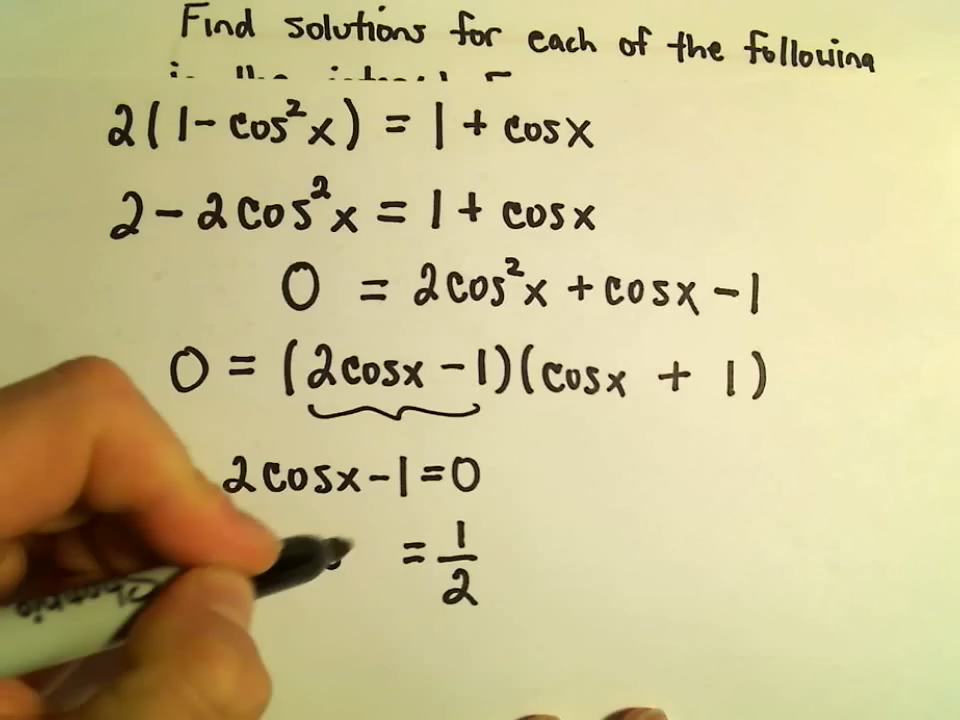 Find solutions for each of the following
2(1-cos²x) = 1 + cosx
2 - 2cos²x = 1 + cosx
0 = 2cos²x + cosx - 1
0 = (2cosx - 1)(cosx + 1)
2cosx - 1 = 0
= 1/2
Sharpie